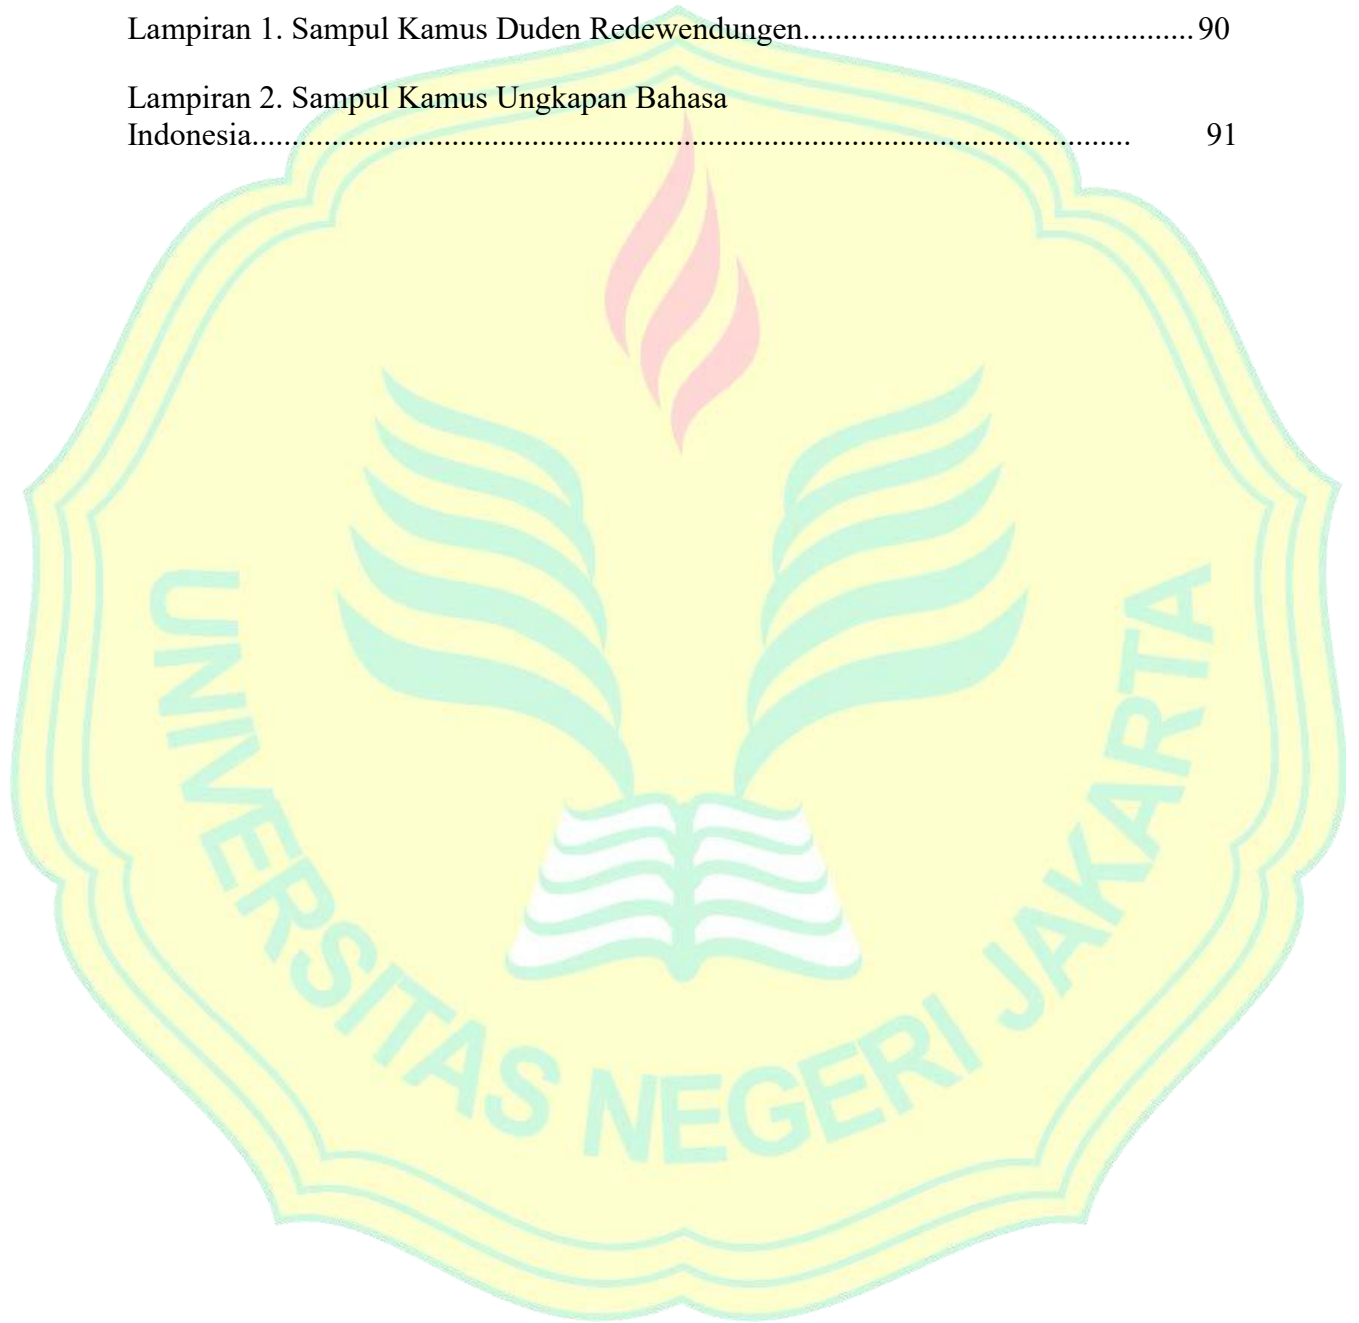 Lampiran 1. Sampul Kamus Duden Redewendungen................................................90
Lampiran 2. Sampul Kamus Ungkapan Bahasa
Indonesia.............................................................................................................. 91
UNIVERSITAS NEGERI JAKARTA